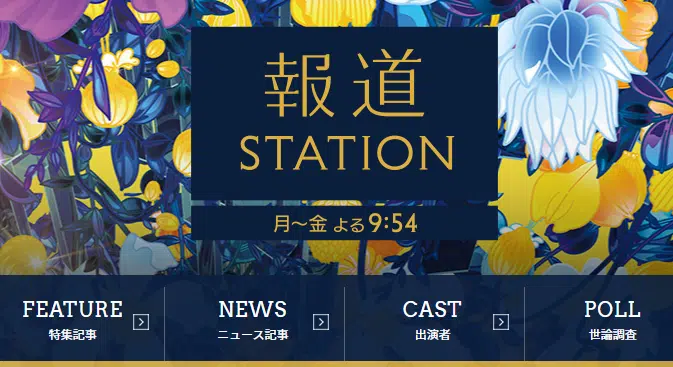 報道
STATION
月～金 よる 9:54
FEATURE
特集記事
NEWS
ニュース記事
CAST
出演者
POLL
世論調査